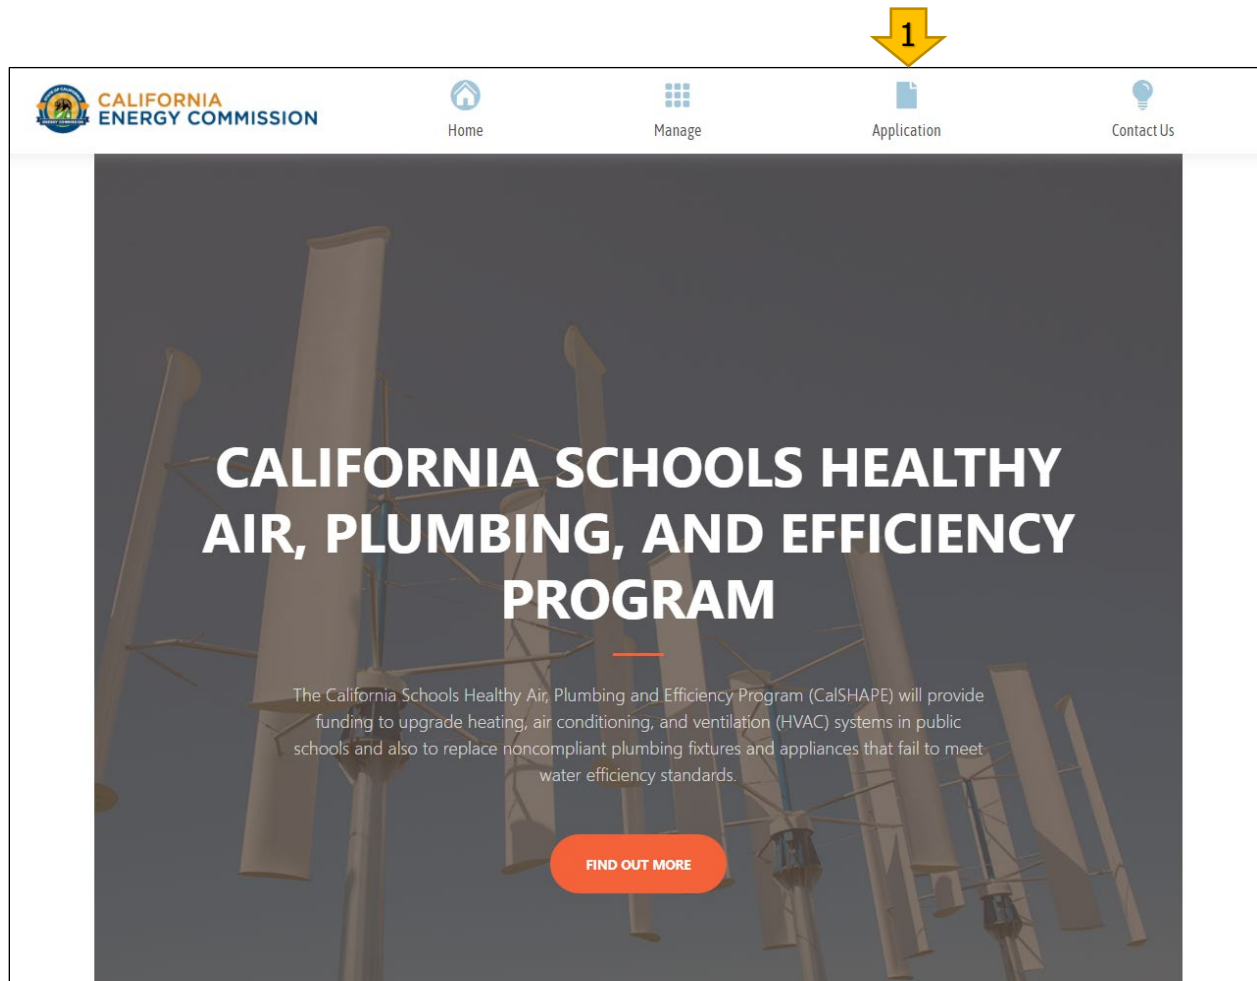 1
CALIFORNIA
ENERGY COMMISSION
Home
Manage
Application
Contact Us
CALIFORNIA SCHOOLS HEALTHY
AIR, PLUMBING, AND EFFICIENCY
PROGRAM
The California Schools Healthy Air, Plumbing and Efficiency Program (CalSHAPE) will provide
funding to upgrade heating, air conditioning, and ventilation (HVAC) systems in public
schools and also to replace noncompliant plumbing fixtures and appliances that fail to meet
water efficiency standards.
FIND OUT MORE